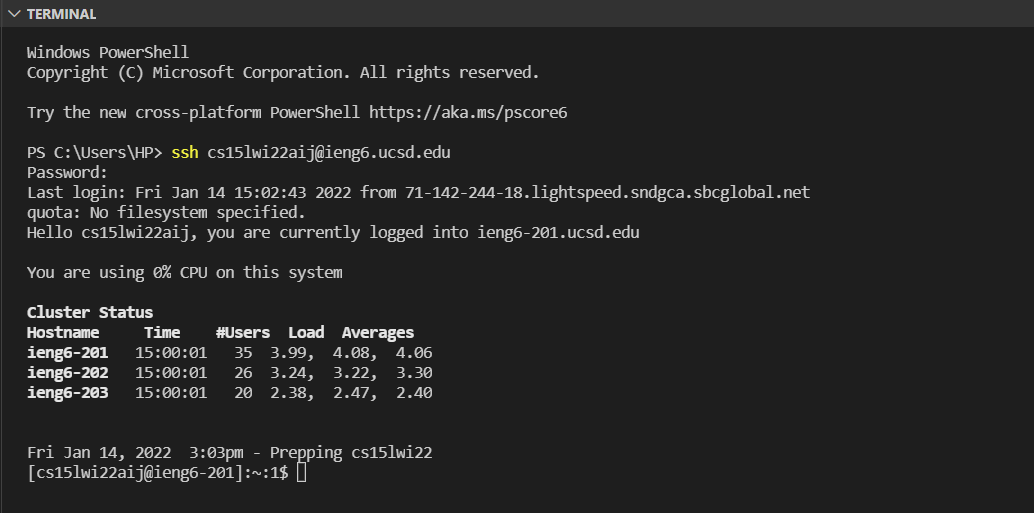 TERMINAL
Windows PowerShell
Copyright (C) Microsoft Corporation. All rights reserved.
Try the new cross-platform PowerShell https://aka.ms/pscore6
PS C:\Users\HP> ssh cs15lwi22aij@ieng6.ucsd.edu
Password:
Last login: Fri Jan 14 15:02:43 2022 from 71-142-244-18.lightspeed.sndgca.sbcglobal.net
quota: No filesystem specified.
Hello cs15lwi22aij, you are currently logged into ieng6-201.ucsd.edu
You are using 0% CPU on this system
Cluster Status
Hostname     Time    #Users  Load  Averages
ieng6-201   15:00:01   35  3.99,  4.08,  4.06
ieng6-202   15:00:01   26  3.24,  3.22,  3.30
ieng6-203   15:00:01   20  2.38,  2.47,  2.40
Fri Jan 14, 2022  3:03pm - Prepping cs15lwi22
[cs15lwi22aij@ieng6-201]:~:1$